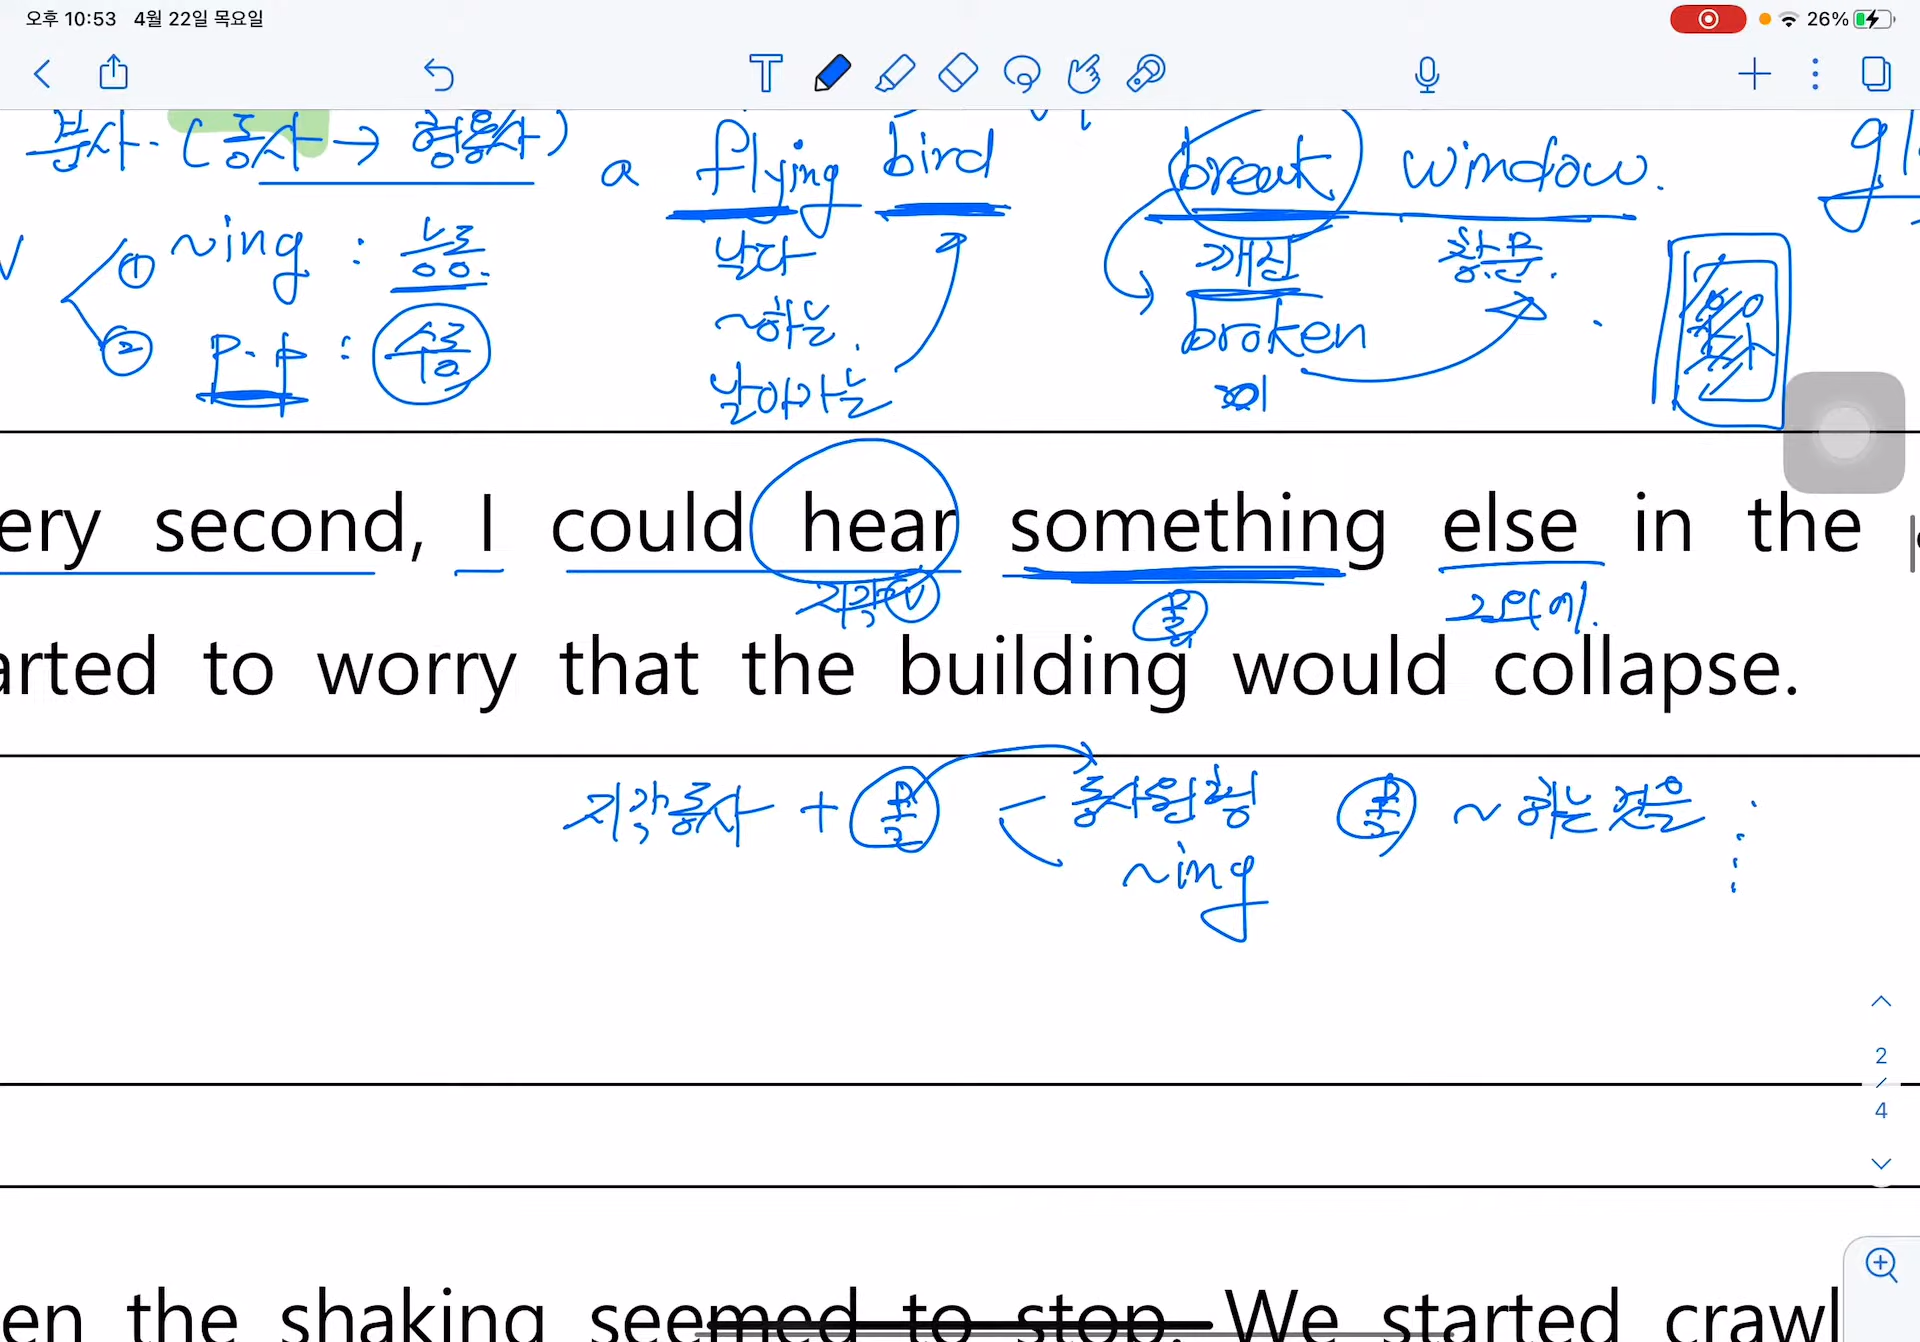 오후 10:53 4월 22일 목요일
26%
분사. (동사 → 형용사)
a flying bird
break window.
V
① ~ing : 능동.
② P.P : 수동
날다
~하는.
날아가는
깨진
broken
창문.
ery second, I could hear something else in the
지각 V
목
그 외에.
arted to worry that the building would collapse.
지각동사 + 목 동사원형 목 ~하는 것을
~ing
2
4
en the shaking seemed to stop. We started crawl